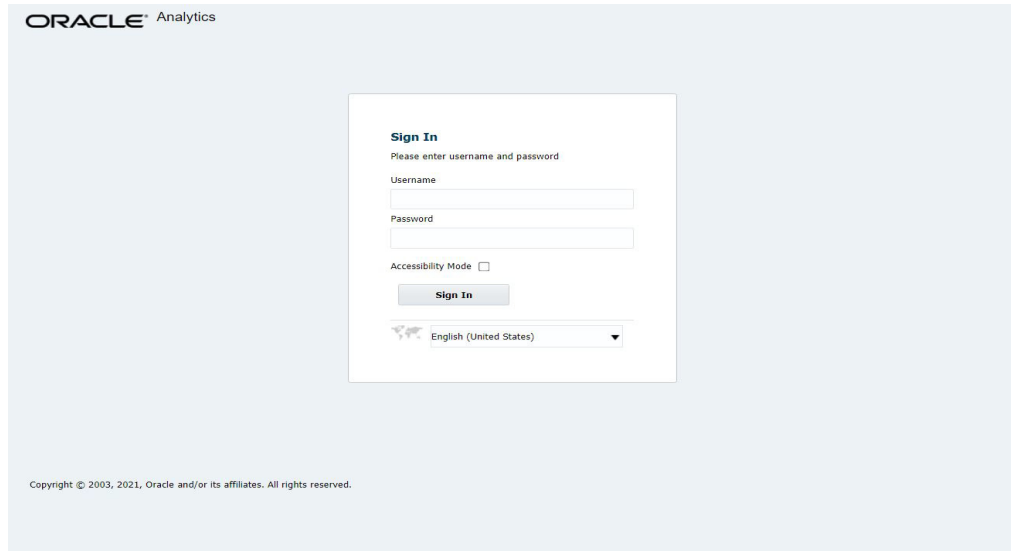 ORACLE® Analytics
Sign In
Please enter username and password
Username
Password
Accessibility Mode
Sign In
English (United States)
Copyright © 2003, 2021, Oracle and/or its affiliates. All rights reserved.